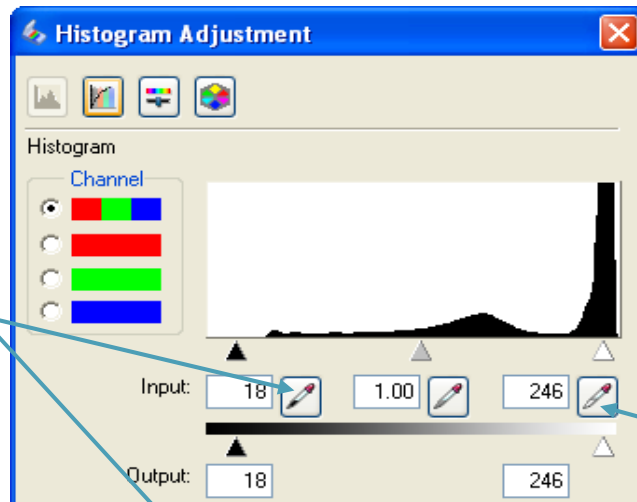 Histogram Adjustment
Histogram
Channel
Input: 18 1.00 246
Output: 18 246